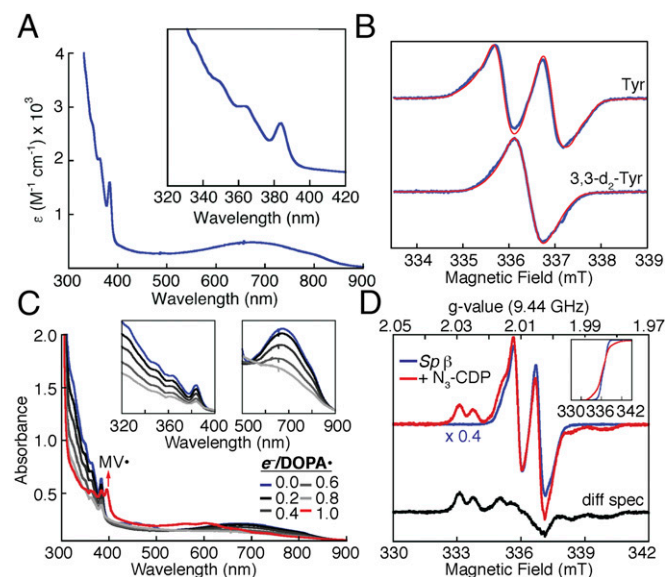 A
ε (M⁻¹ cm⁻¹) x 10³
4
3
2
1
300 400 500 600 700 800 900
Wavelength (nm)
320 340 360 380 400 420
Wavelength (nm)
B
Tyr
3,3-d₂-Tyr
334 335 336 337 338 339
Magnetic Field (mT)
C
Absorbance
2.0
1.5
1.0
0.5
300 400 500 600 700 800 900
Wavelength (nm)
320 400
Wavelength (nm)
500 700 900
Wavelength (nm)
MV•
e⁻/DOPA•
0.0 0.6
0.2 0.8
0.4 1.0
D
g-value (9.44 GHz)
2.05 2.03 2.01 1.99 1.97
Sp β
+ N₃-CDP
x 0.4
330 336 342
diff spec
330 333 336 339 342
Magnetic Field (mT)